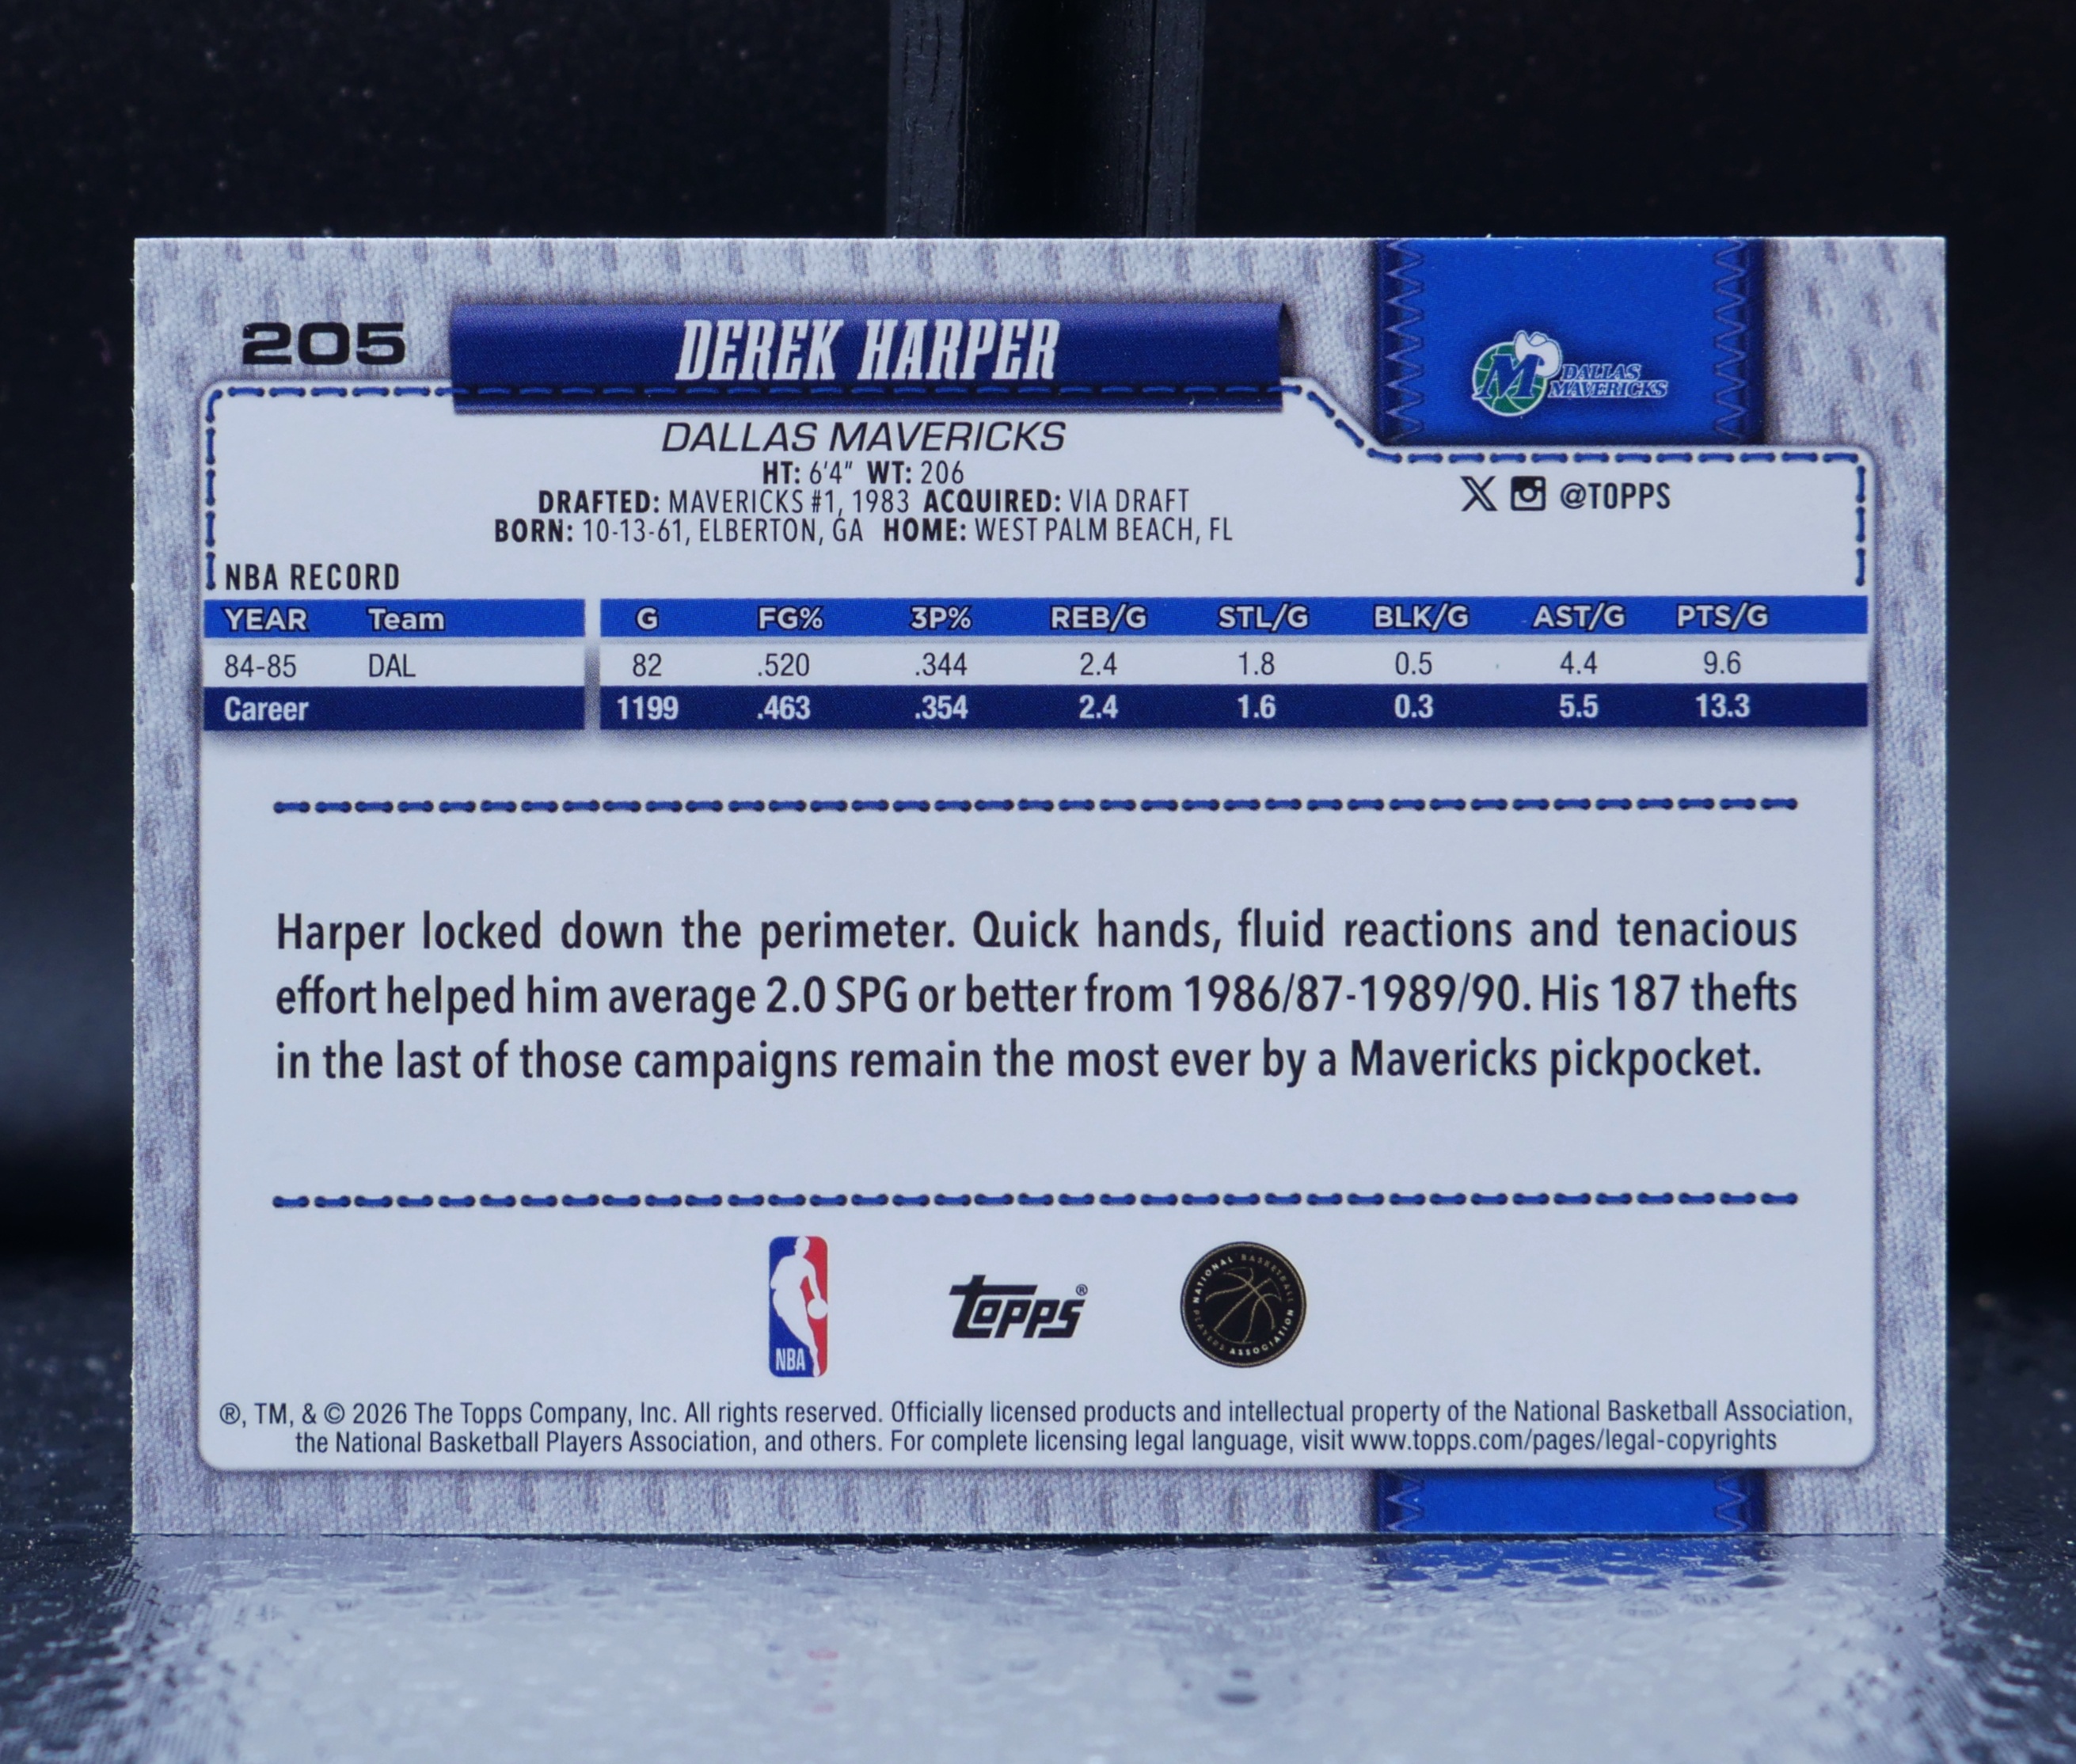 205
DEREK HARPER
M DALLAS
MAVERICKS
DALLAS MAVERICKS
HT: 6'4" WT: 206
DRAFTED: MAVERICKS #1, 1983 ACQUIRED: VIA DRAFT
BORN: 10-13-61, ELBERTON, GA HOME: WEST PALM BEACH, FL
X @TOPPS
NBA RECORD
YEAR Team G FG% 3P% REB/G STL/G BLK/G AST/G PTS/G
84-85 DAL 82 .520 .344 2.4 1.8 0.5 4.4 9.6
Career 1199 .463 .354 2.4 1.6 0.3 5.5 13.3
Harper locked down the perimeter. Quick hands, fluid reactions and tenacious
effort helped him average 2.0 SPG or better from 1986/87-1989/90. His 187 thefts
in the last of those campaigns remain the most ever by a Mavericks pickpocket.
NBA
Topps®
NATIONAL BASKETBALL PLAYERS ASSOCIATION
®, TM, & © 2026 The Topps Company, Inc. All rights reserved. Officially licensed products and intellectual property of the National Basketball Association,
the National Basketball Players Association, and others. For complete licensing legal language, visit www.topps.com/pages/legal-copyrights